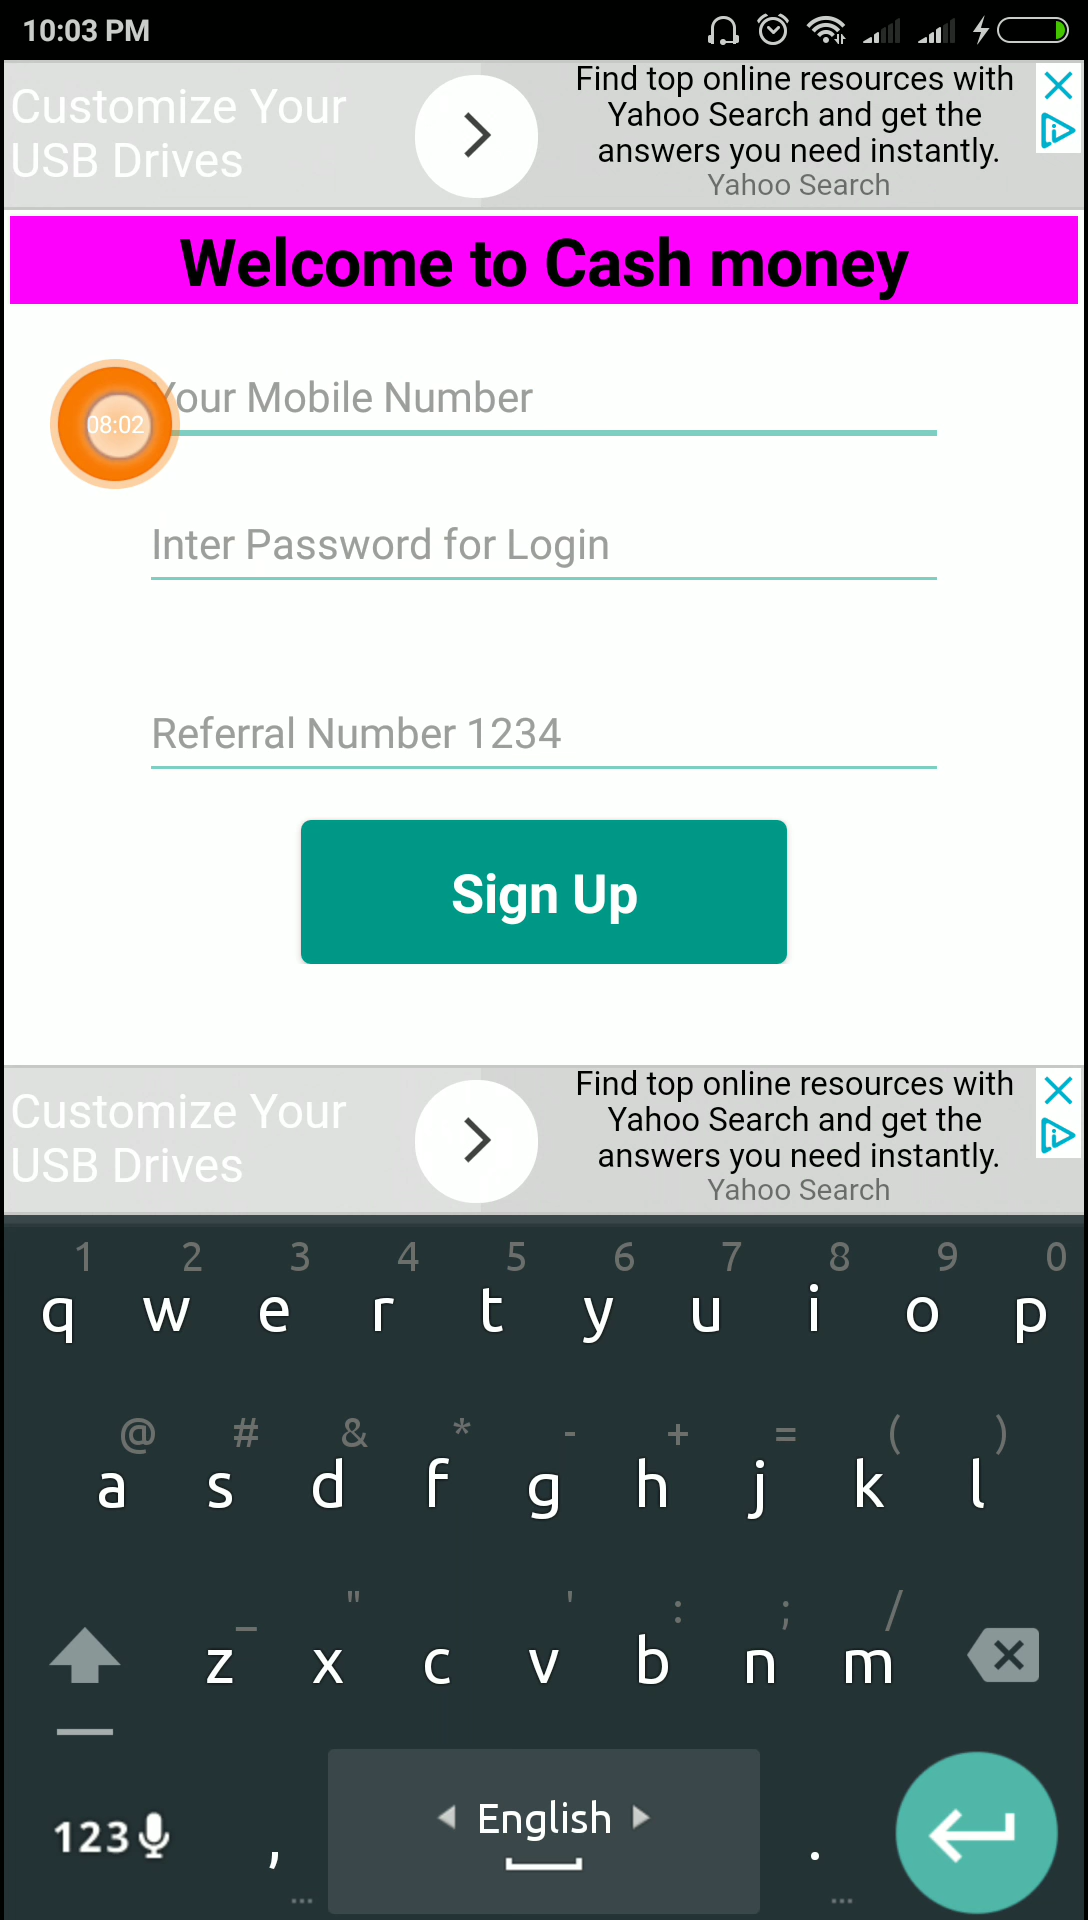 10:03 PM
Customize Your
USB Drives
Find top online resources with
Yahoo Search and get the
answers you need instantly.
Yahoo Search
Welcome to Cash money
Your Mobile Number
08:02
Inter Password for Login
Referral Number 1234
Sign Up
Customize Your
USB Drives
Find top online resources with
Yahoo Search and get the
answers you need instantly.
Yahoo Search
1 2 3 4 5 6 7 8 9 0
q w e r t y u i o p
@ # & * - + = ( )
a s d f g h j k l
_ " ' : ; /
z x c v b n m
123 , English .
... ...